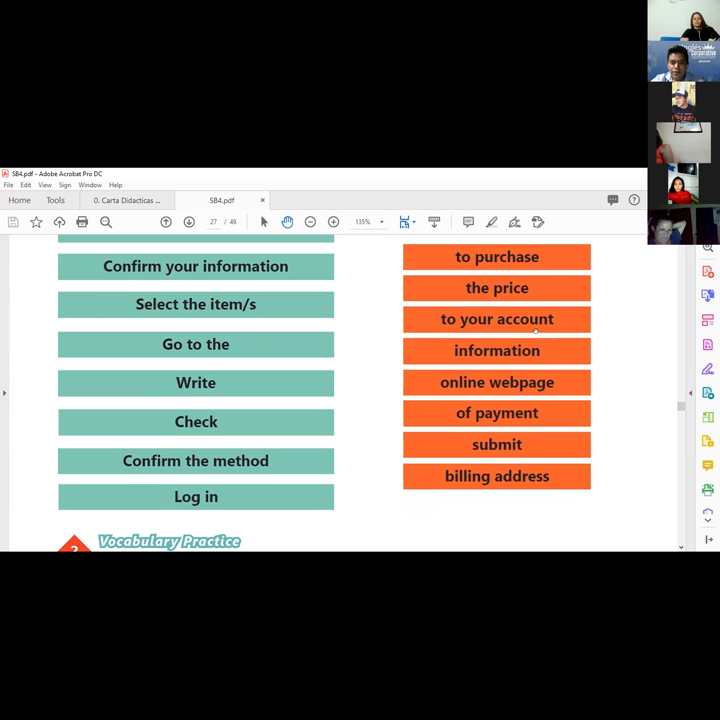 SB4.pdf - Adobe Acrobat Pro DC
File Edit View Sign Window Help
Home Tools 0. Carta Didacticas ... SB4.pdf ×
27 / 49 135%
Confirm your information
Select the item/s
Go to the
Write
Check
Confirm the method
Log in
to purchase
the price
to your account
information
online webpage
of payment
submit
billing address
2
Vocabulary Practice